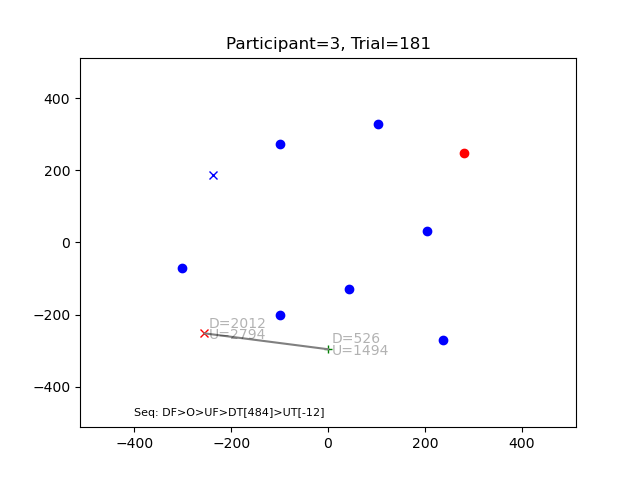 Participant=3, Trial=181
400
200
0
−200
−400
D=2012
U=2794
D=526
U=1494
Seq: DF>O>UF>DT[484]>UT[-12]
−400
−200
0
200
400